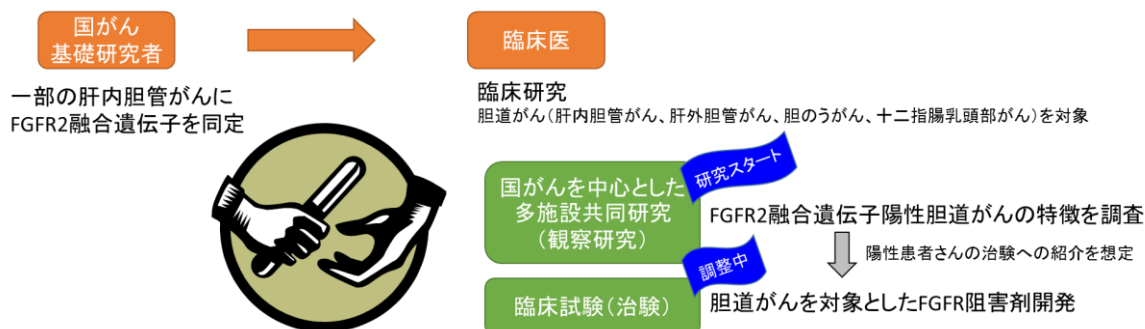 国がん
基礎研究者
臨床医
一部の肝内胆管がんに
FGFR2融合遺伝子を同定
臨床研究
胆道がん（肝内胆管がん、肝外胆管がん、胆のうがん、十二指腸乳頭部がん）を対象
国がんを中心とした
多施設共同研究
（観察研究）
研究スタート
FGFR2融合遺伝子陽性胆道がんの特徴を調査
陽性患者さんの治験への紹介を想定
臨床試験（治験）
調整中
胆道がんを対象としたFGFR阻害剤開発